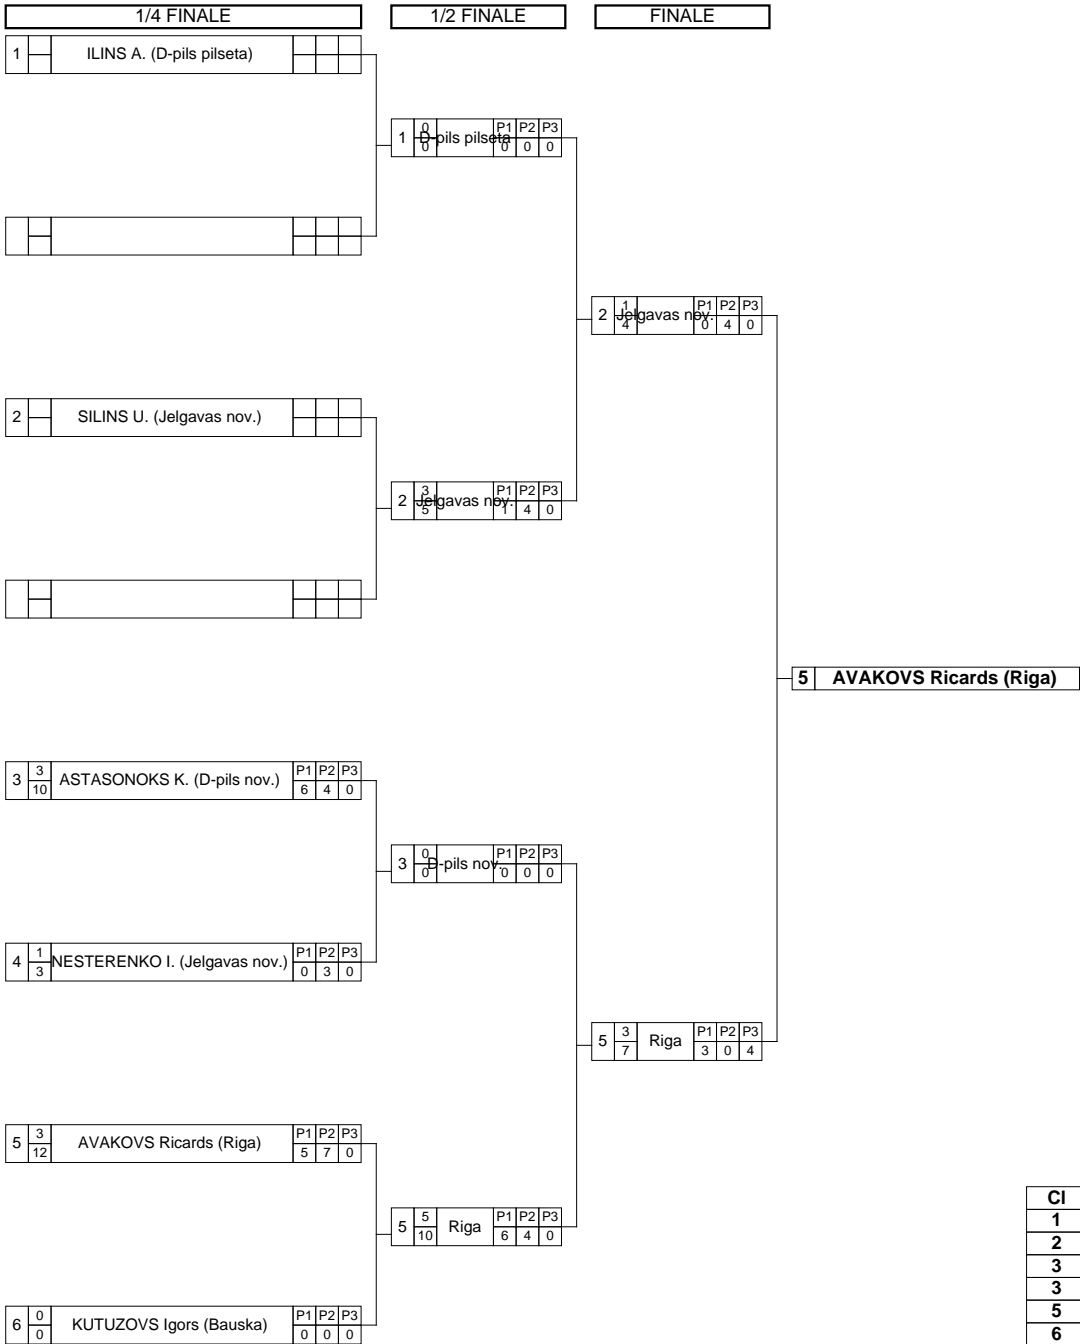 1/4 FINALE 1/2 FINALE FINALE
1 ILINS A. (D-pils pilseta)
1 0 0 D-pils pilseta P1 P2 P3 0 0 0
2 1 4 Jelgavas nov. P1 P2 P3 0 4 0
2 SILINS U. (Jelgavas nov.)
2 3 5 Jelgavas nov. P1 P2 P3 1 4 0
5 AVAKOVS Ricards (Riga)
3 3 10 ASTASONOKS K. (D-pils nov.) P1 P2 P3 6 4 0
3 0 0 D-pils nov. P1 P2 P3 0 0 0
4 1 3 NESTERENKO I. (Jelgavas nov.) P1 P2 P3 0 3 0
5 3 7 Riga P1 P2 P3 3 0 4
5 3 12 AVAKOVS Ricards (Riga) P1 P2 P3 5 7 0
5 5 10 Riga P1 P2 P3 6 4 0
6 0 0 KUTUZOVS Igors (Bauska) P1 P2 P3 0 0 0
Cl
1
2
3
3
5
6